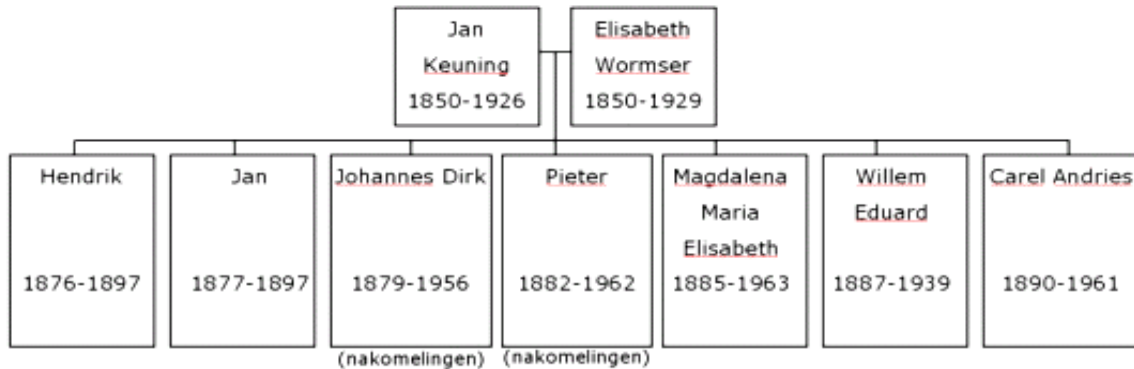 Jan
Keuning
1850-1926
Elisabeth
Wormser
1850-1929
Hendrik
1876-1897
Jan
1877-1897
Johannes Dirk
1879-1956
(nakomelingen)
Pieter
1882-1962
(nakomelingen)
Magdalena
Maria
Elisabeth
1885-1963
Willem
Eduard
1887-1939
Carel Andries
1890-1961